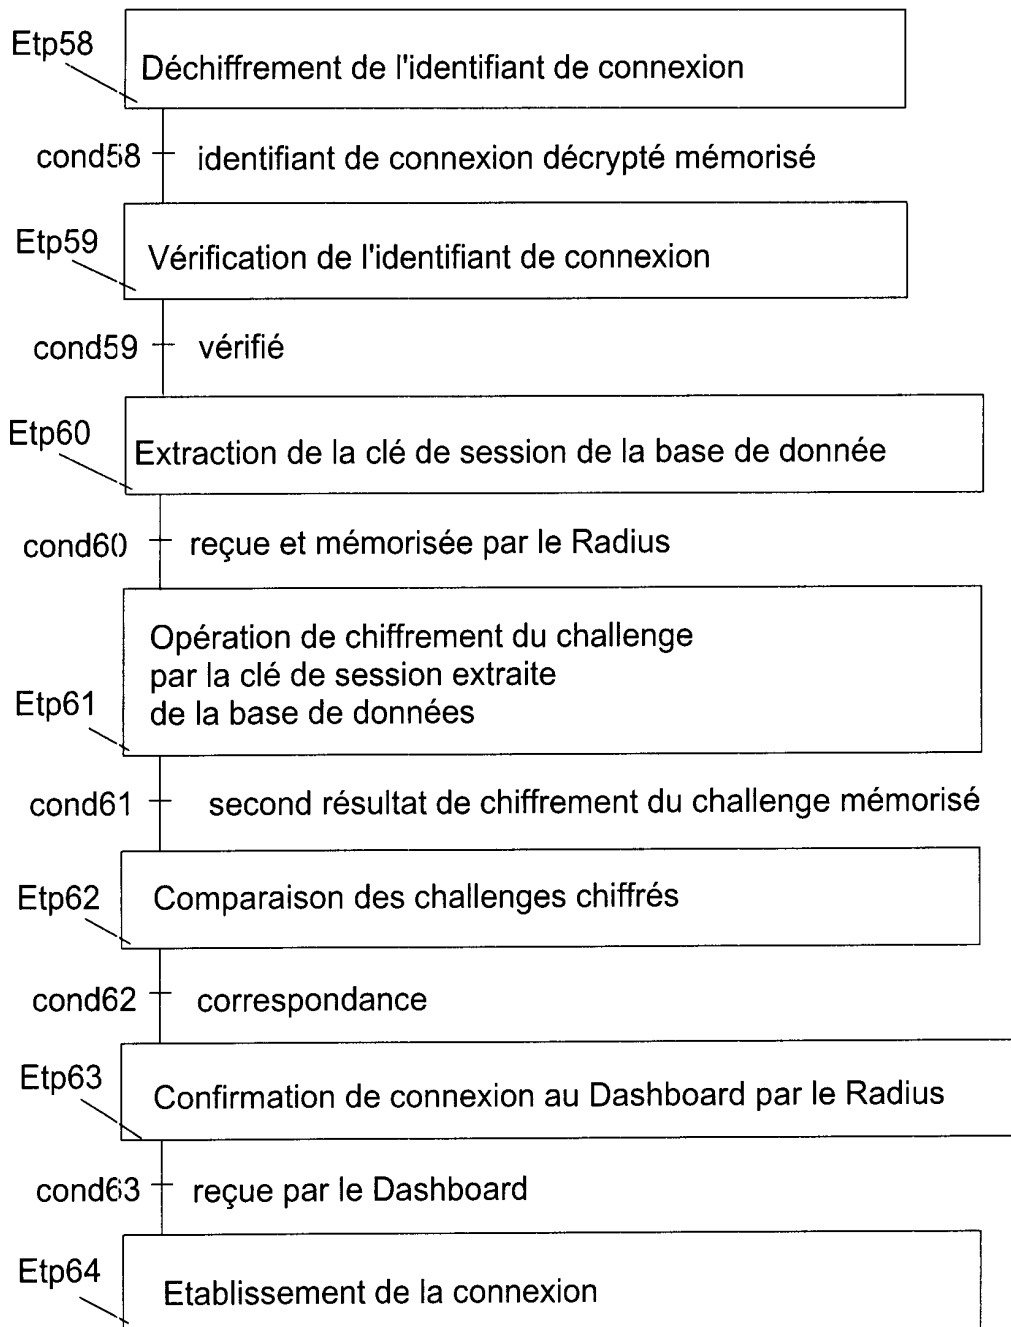 Etp58
Déchiffrement de l'identifiant de connexion
cond58
identifiant de connexion décrypté mémorisé
Etp59
Vérification de l'identifiant de connexion
cond59
vérifié
Etp60
Extraction de la clé de session de la base de donnée
cond60
reçue et mémorisée par le Radius
Opération de chiffrement du challenge
par la clé de session extraite
de la base de données
Etp61
cond61
second résultat de chiffrement du challenge mémorisé
Etp62
Comparaison des challenges chiffrés
cond62
correspondance
Etp63
Confirmation de connexion au Dashboard par le Radius
cond63
reçue par le Dashboard
Etp64
Etablissement de la connexion